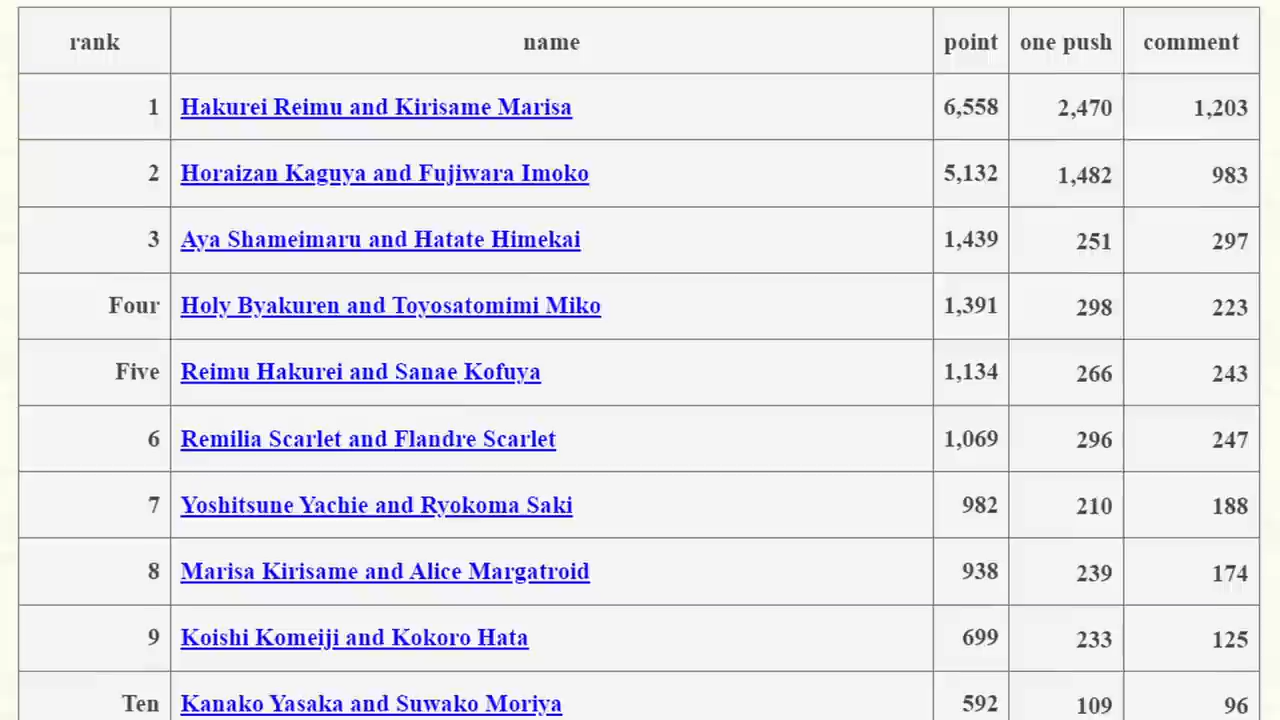 rank name point one push comment
1 Hakurei Reimu and Kirisame Marisa 6,558 2,470 1,203
2 Horaizan Kaguya and Fujiwara Imoko 5,132 1,482 983
3 Aya Shameimaru and Hatate Himekai 1,439 251 297
Four Holy Byakuren and Toyosatomimi Miko 1,391 298 223
Five Reimu Hakurei and Sanae Kofuya 1,134 266 243
6 Remilia Scarlet and Flandre Scarlet 1,069 296 247
7 Yoshitsune Yachie and Ryokoma Saki 982 210 188
8 Marisa Kirisame and Alice Margatroid 938 239 174
9 Koishi Komeiji and Kokoro Hata 699 233 125
Ten Kanako Yasaka and Suwako Moriya 592 109 96